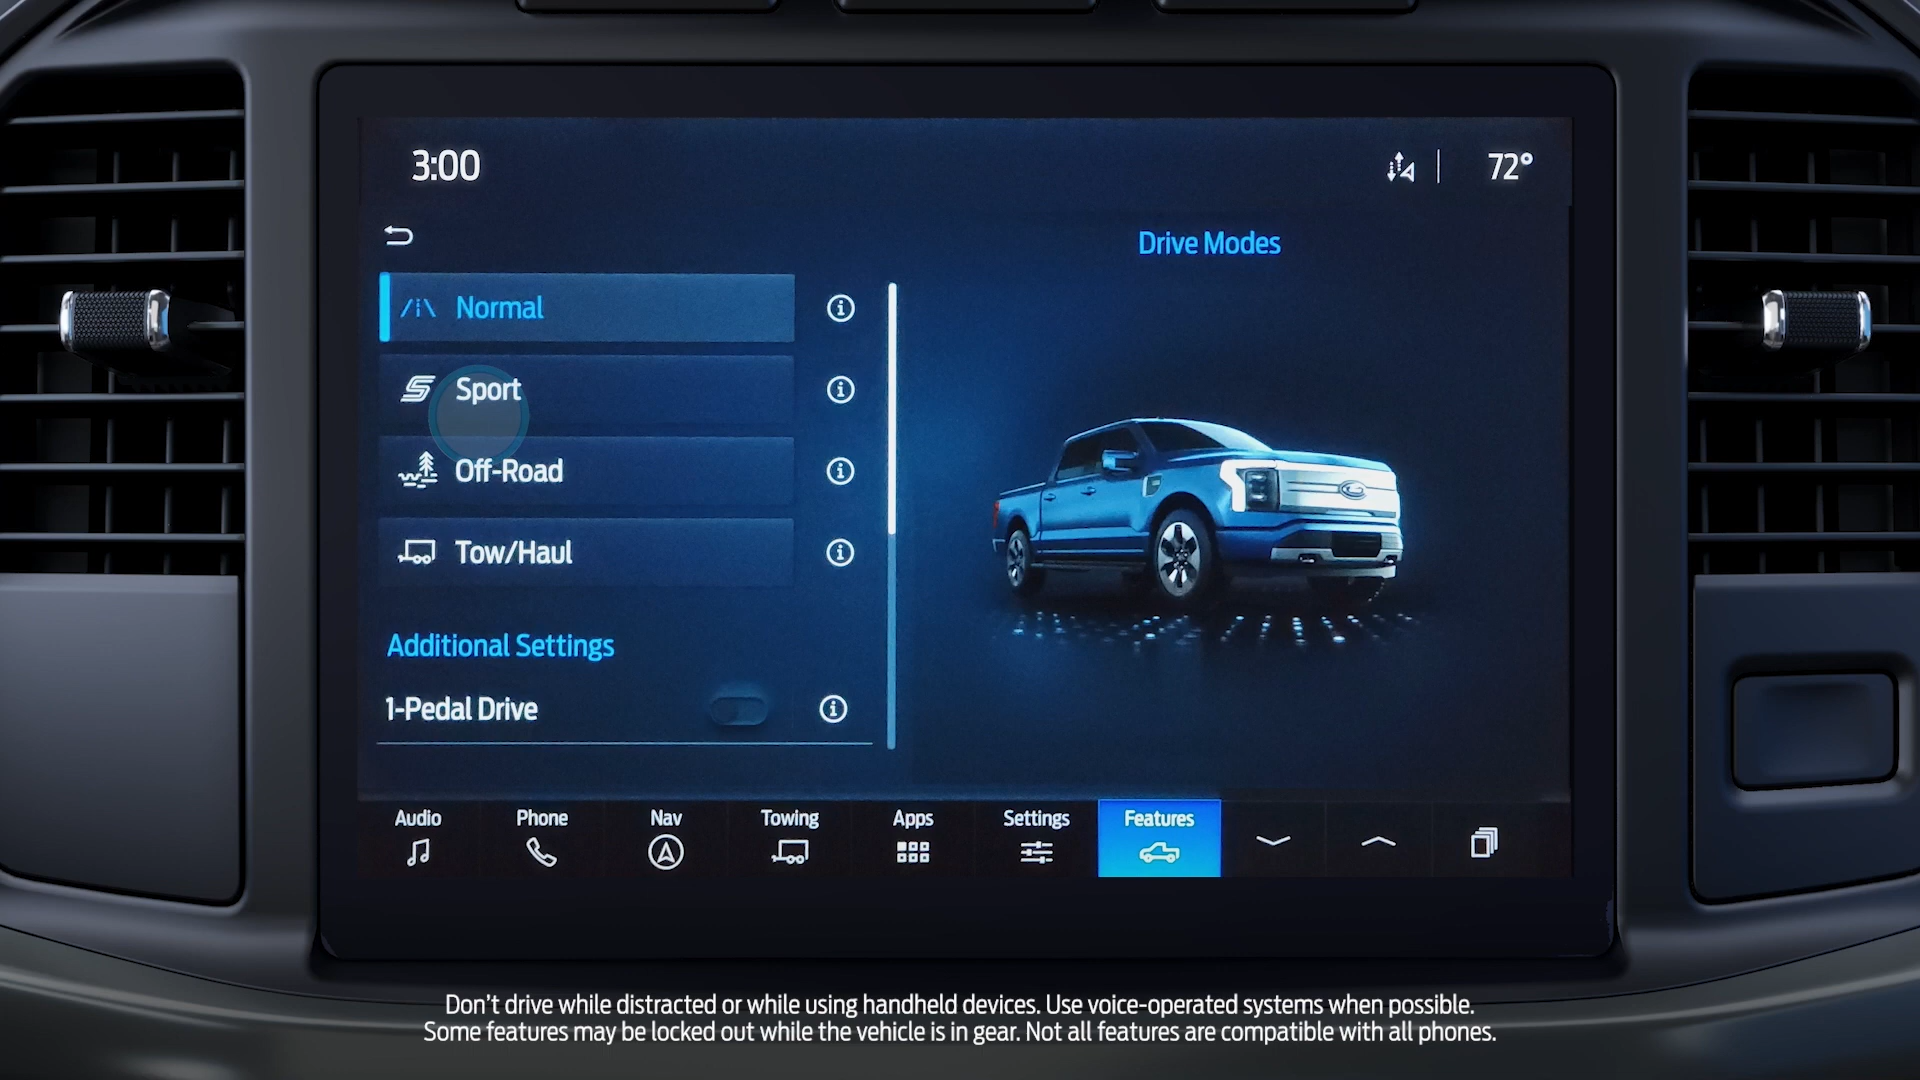 3:00
72°
Drive Modes
Normal
Sport
Off-Road
Tow/Haul
Additional Settings
1-Pedal Drive
Audio
Phone
Nav
Towing
Apps
Settings
Features
Don't drive while distracted or while using handheld devices. Use voice-operated systems when possible.
Some features may be locked out while the vehicle is in gear. Not all features are compatible with all phones.